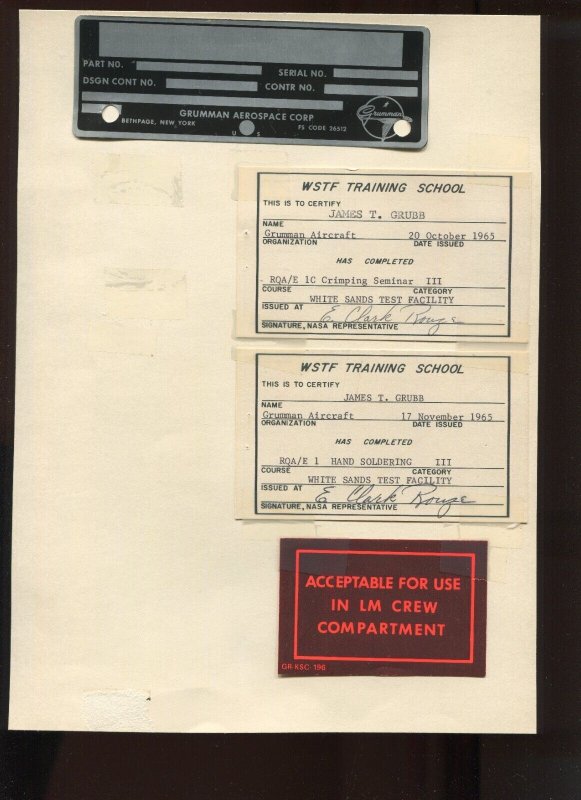 PART NO.
SERIAL NO.
DSGN CONT NO.
CONTR NO.
GRUMMAN AEROSPACE CORP
BETHPAGE, NEW YORK
U S
FS CODE 26512
Grumman
WSTF TRAINING SCHOOL
THIS IS TO CERTIFY
JAMES T. GRUBB
NAME
Grumman Aircraft 20 October 1965
ORGANIZATION DATE ISSUED
HAS COMPLETED
RQA/E 1C Crimping Seminar III
COURSE CATEGORY
WHITE SANDS TEST FACILITY
ISSUED AT
E Clark Rouze
SIGNATURE, NASA REPRESENTATIVE
WSTF TRAINING SCHOOL
THIS IS TO CERTIFY
JAMES T. GRUBB
NAME
Grumman Aircraft 17 November 1965
ORGANIZATION DATE ISSUED
HAS COMPLETED
RQA/E 1 HAND SOLDERING III
COURSE CATEGORY
WHITE SANDS TEST FACILITY
ISSUED AT
E Clark Rouze
SIGNATURE, NASA REPRESENTATIVE
ACCEPTABLE FOR USE
IN LM CREW
COMPARTMENT
GR-KSC-196